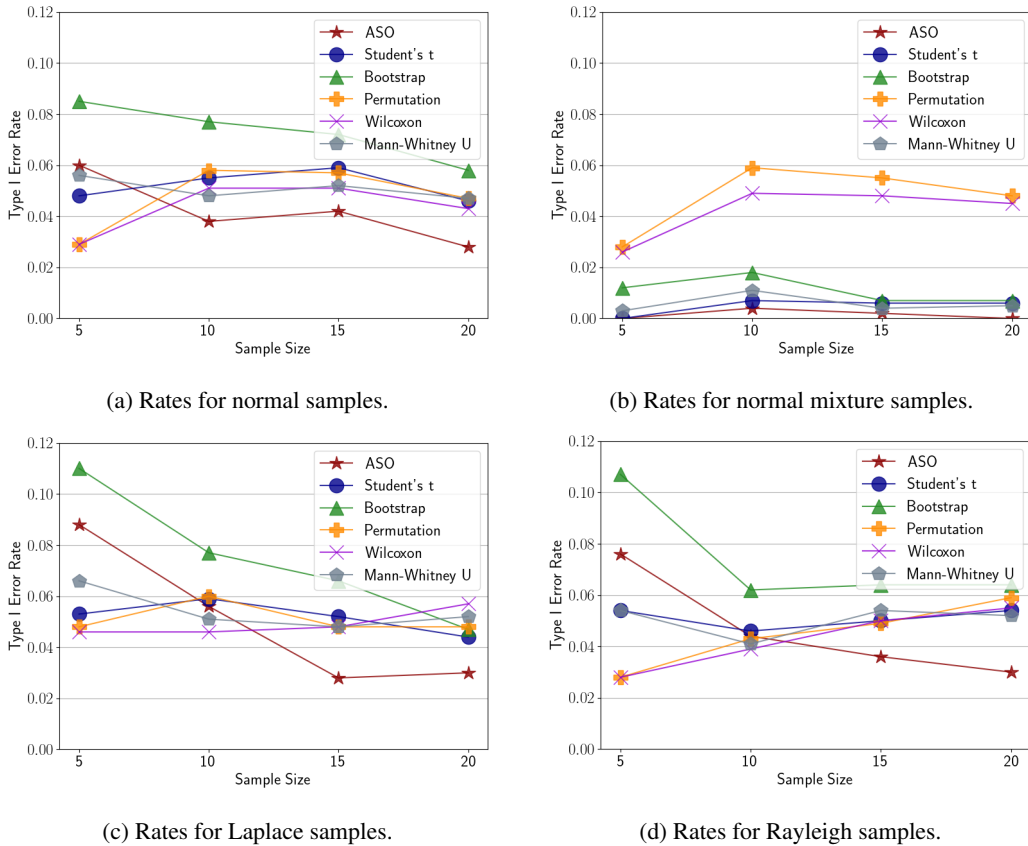 0.12
0.10
0.08
0.06
0.04
0.02
0.00
Type I Error Rate
5 10 15 20
Sample Size
ASO
Student's t
Bootstrap
Permutation
Wilcoxon
Mann-Whitney U
(a) Rates for normal samples.
0.12
0.10
0.08
0.06
0.04
0.02
0.00
Type I Error Rate
5 10 15 20
Sample Size
ASO
Student's t
Bootstrap
Permutation
Wilcoxon
Mann-Whitney U
(b) Rates for normal mixture samples.
0.12
0.10
0.08
0.06
0.04
0.02
0.00
Type I Error Rate
5 10 15 20
Sample Size
ASO
Student's t
Bootstrap
Permutation
Wilcoxon
Mann-Whitney U
(c) Rates for Laplace samples.
0.12
0.10
0.08
0.06
0.04
0.02
0.00
Type I Error Rate
5 10 15 20
Sample Size
ASO
Student's t
Bootstrap
Permutation
Wilcoxon
Mann-Whitney U
(d) Rates for Rayleigh samples.